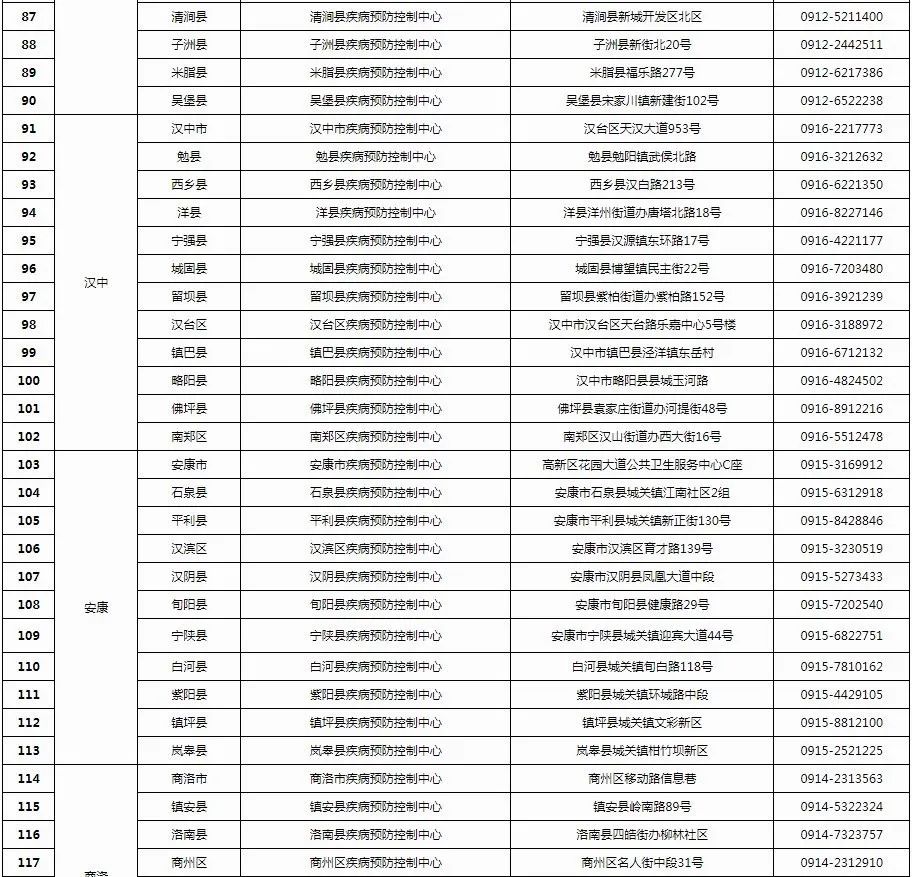 87 清涧县 清涧县疾病预防控制中心 清涧县新城开发区北区 0912-5211400
88 子洲县 子洲县疾病预防控制中心 子洲县新街北20号 0912-2442511
89 米脂县 米脂县疾病预防控制中心 米脂县福乐路277号 0912-6217386
90 吴堡县 吴堡县疾病预防控制中心 吴堡县宋家川镇新建街102号 0912-6522238
91 汉中市 汉中市疾病预防控制中心 汉台区天汉大道953号 0916-2217773
92 勉县 勉县疾病预防控制中心 勉县勉阳镇武侯北路 0916-3212632
93 西乡县 西乡县疾病预防控制中心 西乡县汉白路213号 0916-6221350
94 洋县 洋县疾病预防控制中心 洋县洋州街道办唐塔北路18号 0916-8227146
95 宁强县 宁强县疾病预防控制中心 宁强县汉源镇东环路17号 0916-4221177
96 城固县 城固县疾病预防控制中心 城固县博望镇民主街22号 0916-7203480
汉中
97 留坝县 留坝县疾病预防控制中心 留坝县紫柏街道办紫柏路152号 0916-3921239
98 汉台区 汉台区疾病预防控制中心 汉中市汉台区天台路乐嘉中心5号楼 0916-3188972
99 镇巴县 镇巴县疾病预防控制中心 汉中市镇巴县泾洋镇东岳村 0916-6712132
100 略阳县 略阳县疾病预防控制中心 汉中市略阳县县城玉河路 0916-4824502
101 佛坪县 佛坪县疾病预防控制中心 佛坪县袁家庄街道办河提街48号 0916-8912216
102 南郑区 南郑区疾病预防控制中心 南郑区汉山街道办西大街16号 0916-5512478
103 安康市 安康市疾病预防控制中心 高新区花园大道公共卫生服务中心C座 0915-3169912
104 石泉县 石泉县疾病预防控制中心 安康市石泉县城关镇江南社区2组 0915-6312918
105 平利县 平利县疾病预防控制中心 安康市平利县城关镇新正街130号 0915-8428846
106 汉滨区 汉滨区疾病预防控制中心 安康市汉滨区育才路139号 0915-3230519
107 汉阴县 汉阴县疾病预防控制中心 安康市汉阴县凤凰大道中段 0915-5273433
108 安康 旬阳县 旬阳县疾病预防控制中心 安康市旬阳县健康路29号 0915-7202540
109 宁陕县 宁陕县疾病预防控制中心 安康市宁陕县城关镇迎宾大道44号 0915-6822751
110 白河县 白河县疾病预防控制中心 白河县城关镇旬白路118号 0915-7810162
111 紫阳县 紫阳县疾病预防控制中心 紫阳县城关镇环城路中段 0915-4429105
112 镇坪县 镇坪县疾病预防控制中心 镇坪县城关镇文彩新区 0915-8812100
113 岚皋县 岚皋县疾病预防控制中心 岚皋县城关镇柑竹坝新区 0915-2521225
114 商洛市 商洛市疾病预防控制中心 商州区移动路信息巷 0914-2313563
115 镇安县 镇安县疾病预防控制中心 镇安县岭南路89号 0914-5322324
116 洛南县 洛南县疾病预防控制中心 洛南县四皓街办柳林社区 0914-7323757
117 商州区 商州区疾病预防控制中心 商州区名人街中段31号 0914-2312910